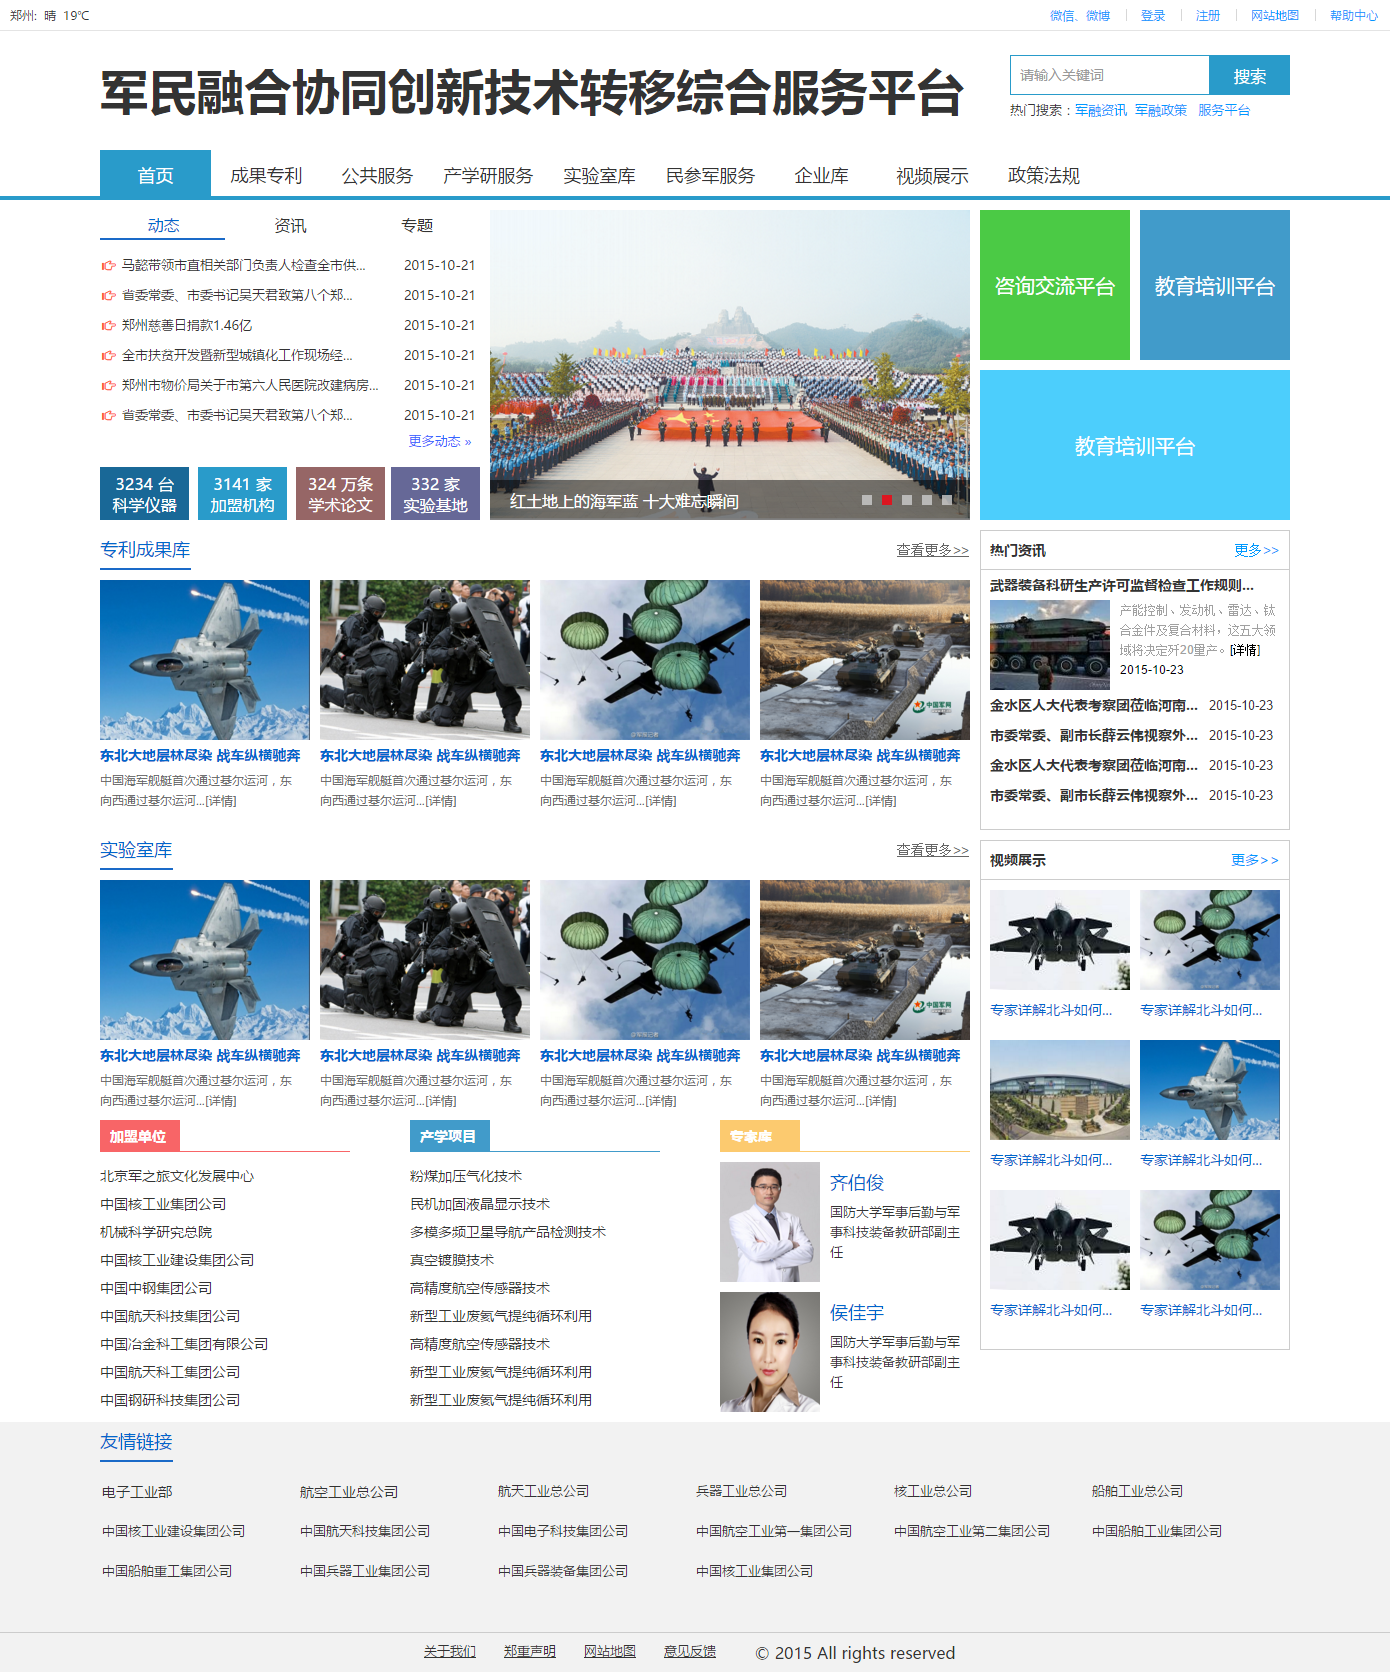 郑州: 晴 19℃
微信、微博 登录 注册 网站地图 帮助中心
军民融合协同创新技术转移综合服务平台
请输入关键词 搜索
热门搜索：军融资讯 军融政策 服务平台
首页 成果专利 公共服务 产学研服务 实验室库 民参军服务 企业库 视频展示 政策法规
动态 资讯 专题
马懿带领市直相关部门负责人检查全市供... 2015-10-21
省委常委、市委书记吴天君致第八个郑... 2015-10-21
郑州慈善日捐款1.46亿 2015-10-21
全市扶贫开发暨新型城镇化工作现场经... 2015-10-21
郑州市物价局关于市第六人民医院改建病房... 2015-10-21
省委常委、市委书记吴天君致第八个郑... 2015-10-21
更多动态 »
3234 台
科学仪器
3141 家
加盟机构
324 万条
学术论文
332 家
实验基地
红土地上的海军蓝 十大难忘瞬间
咨询交流平台
教育培训平台
教育培训平台
专利成果库 查看更多>>
东北大地层林尽染 战车纵横驰奔
中国海军舰艇首次通过基尔运河，东
向西通过基尔运河...[详情]
东北大地层林尽染 战车纵横驰奔
中国海军舰艇首次通过基尔运河，东
向西通过基尔运河...[详情]
东北大地层林尽染 战车纵横驰奔
中国海军舰艇首次通过基尔运河，东
向西通过基尔运河...[详情]
中国军网
东北大地层林尽染 战车纵横驰奔
中国海军舰艇首次通过基尔运河，东
向西通过基尔运河...[详情]
热门资讯 更多>>
武器装备科研生产许可监督检查工作规则...
产能控制、发动机、雷达、钛
合金件及复合材料，这五大领
域将决定歼20量产。[详情]
2015-10-23
金水区人大代表考察团莅临河南... 2015-10-23
市委常委、副市长薛云伟视察外... 2015-10-23
金水区人大代表考察团莅临河南... 2015-10-23
市委常委、副市长薛云伟视察外... 2015-10-23
实验室库 查看更多>>
东北大地层林尽染 战车纵横驰奔
中国海军舰艇首次通过基尔运河，东
向西通过基尔运河...[详情]
东北大地层林尽染 战车纵横驰奔
中国海军舰艇首次通过基尔运河，东
向西通过基尔运河...[详情]
东北大地层林尽染 战车纵横驰奔
中国海军舰艇首次通过基尔运河，东
向西通过基尔运河...[详情]
中国军网
东北大地层林尽染 战车纵横驰奔
中国海军舰艇首次通过基尔运河，东
向西通过基尔运河...[详情]
视频展示 更多>>
专家详解北斗如何... 专家详解北斗如何...
专家详解北斗如何... 专家详解北斗如何...
专家详解北斗如何... 专家详解北斗如何...
加盟单位
北京军之旅文化发展中心
中国核工业集团公司
机械科学研究总院
中国核工业建设集团公司
中国中钢集团公司
中国航天科技集团公司
中国冶金科工集团有限公司
中国航天科工集团公司
中国钢研科技集团公司
产学项目
粉煤加压气化技术
民机加固液晶显示技术
多模多频卫星导航产品检测技术
真空镀膜技术
高精度航空传感器技术
新型工业废氦气提纯循环利用
高精度航空传感器技术
新型工业废氦气提纯循环利用
新型工业废氦气提纯循环利用
专家库
齐伯俊
国防大学军事后勤与军
事科技装备教研部副主
任
侯佳宇
国防大学军事后勤与军
事科技装备教研部副主
任
友情链接
电子工业部 航空工业总公司 航天工业总公司 兵器工业总公司 核工业总公司 船舶工业总公司
中国核工业建设集团公司 中国航天科技集团公司 中国电子科技集团公司 中国航空工业第一集团公司 中国航空工业第二集团公司 中国船舶工业集团公司
中国船舶重工集团公司 中国兵器工业集团公司 中国兵器装备集团公司 中国核工业集团公司
关于我们 郑重声明 网站地图 意见反馈 © 2015 All rights reserved